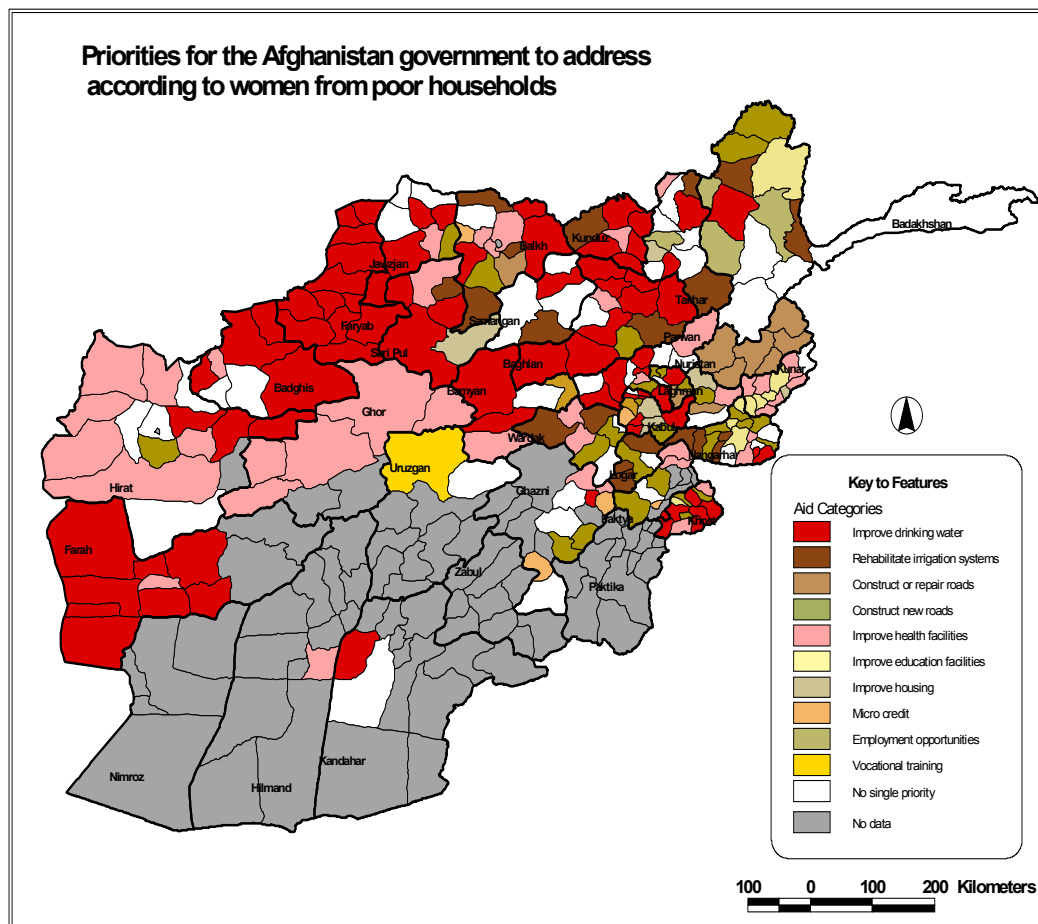 Priorities for the Afghanistan government to address
according to women from poor households
Badakhshan
Kunduz
Balkh
Jawzjan
Takhar
Samangan
Faryab
Parwan
Sari Pul
Baghlan
Nuristan
Kunar
Badghis
Bamyan
Laghman
Ghor
Kabul
Wardak
Nangarhar
Uruzgan
Logar
Hirat
Ghazni
Paktya
Khost
Farah
Zabul
Paktika
Kandahar
Nimroz
Hilmand
Key to Features
Aid Categories
Improve drinking water
Rehabilitate irrigation systems
Construct or repair roads
Construct new roads
Improve health facilities
Improve education facilities
Improve housing
Micro credit
Employment opportunities
Vocational training
No single priority
No data
100 0 100 200 Kilometers